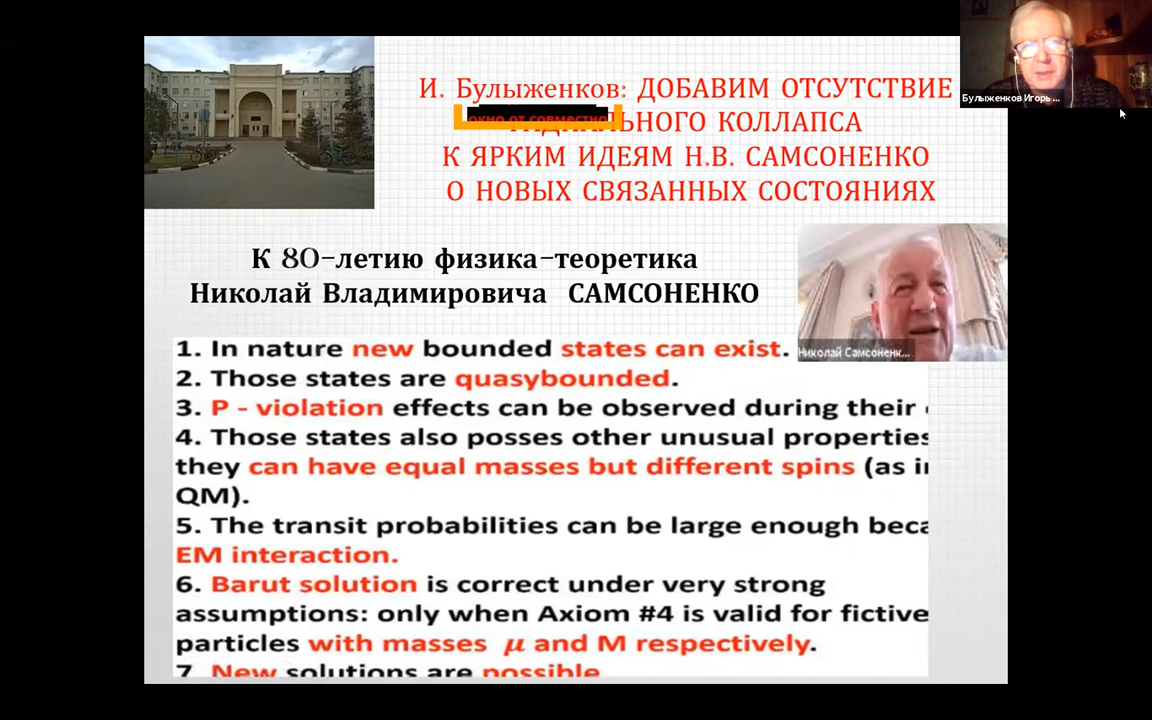 И. Булыженков: ДОБАВИМ ОТСУТСТВИЕ
РАДИАЛЬНОГО КОЛЛАПСА
К ЯРКИМ ИДЕЯМ Н.В. САМСОНЕНКО
О НОВЫХ СВЯЗАННЫХ СОСТОЯНИЯХ
окно от совместно
Булыженков Игорь ...
К 80-летию физика-теоретика
Николай Владимировича САМСОНЕНКО
Николай Самсоненк...
1. In nature new bounded states can exist.
2. Those states are quasybounded.
3. P - violation effects can be observed during their
4. Those states also posses other unusual properties
they can have equal masses but different spins (as in
QM).
5. The transit probabilities can be large enough beca
EM interaction.
6. Barut solution is correct under very strong
assumptions: only when Axiom #4 is valid for fictive
particles with masses μ and M respectively.
7. New solutions are possible